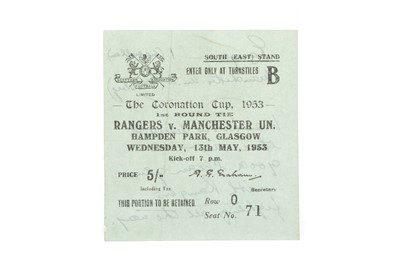 SOUTH (EAST) STAND
ENTER ONLY AT TURNSTILES
B
LIMITED
The Coronation Cup, 1953
1st ROUND TIE
RANGERS v. MANCHESTER UN.
HAMPDEN PARK, GLASGOW
WEDNESDAY, 13th MAY, 1953
Kick-off 7 p.m.
PRICE 5/-
Including Tax
Secretary.
THIS PORTION TO BE RETAINED
Row O
Seat No. 71